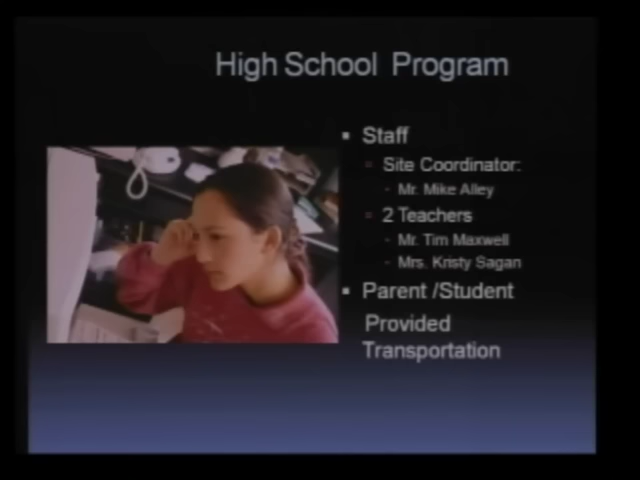 High School Program
Staff
Site Coordinator:
Mr. Mike Alley
2 Teachers
Mr. Tim Maxwell
Mrs. Kristy Sagan
Parent /Student
Provided
Transportation